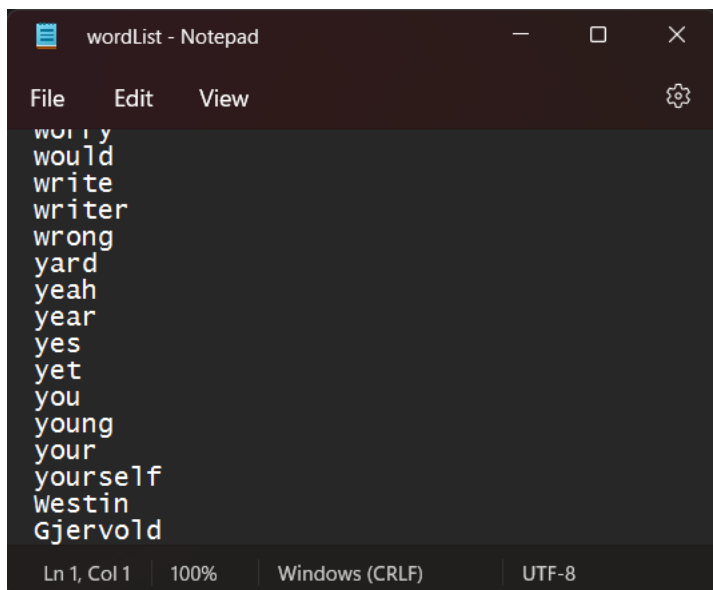 wordList - Notepad
File Edit View
worry
would
write
writer
wrong
yard
yeah
year
yes
yet
you
young
your
yourself
Westin
Gjervold
Ln 1, Col 1 100% Windows (CRLF) UTF-8